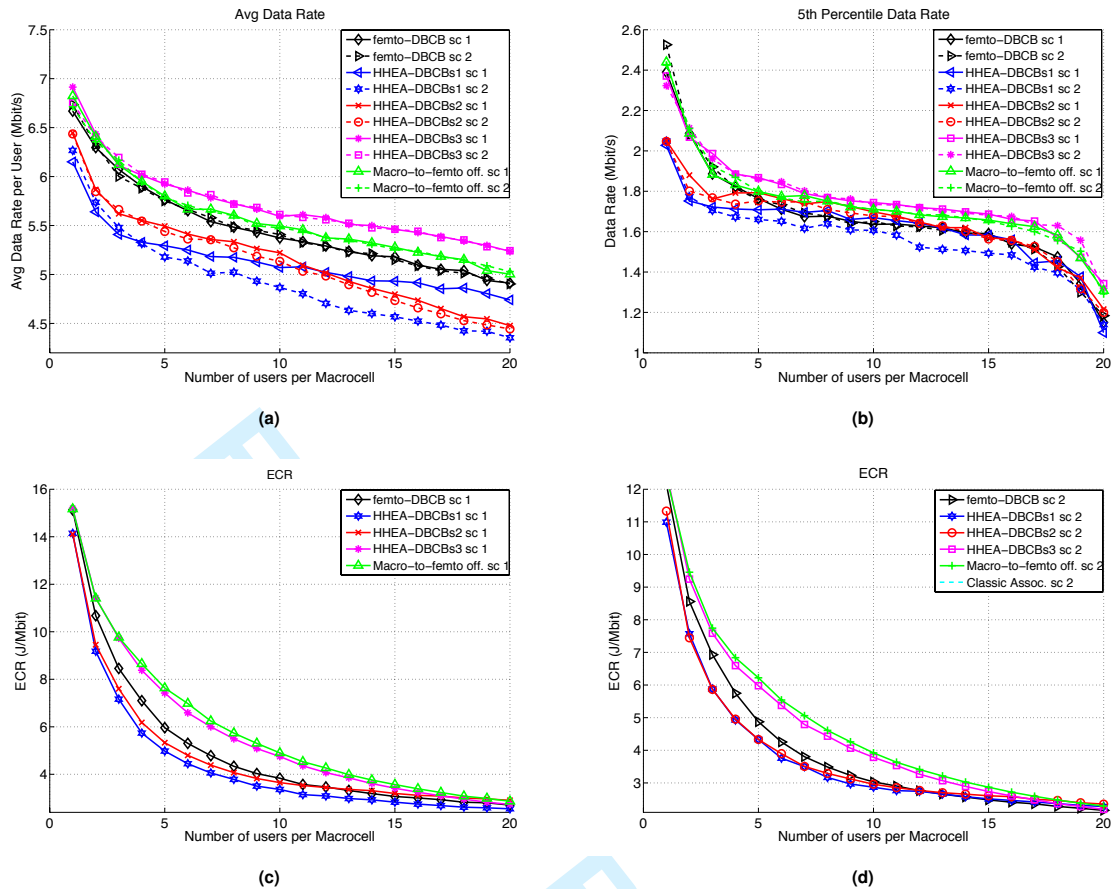 Avg Data Rate
7.5
7
6.5
6
5.5
5
4.5
0
5
10
15
20
Avg Data Rate per User (Mbit/s)
Number of users per Macrocell
femto-DBCB sc 1
femto-DBCB sc 2
HHEA-DBCBs1 sc 1
HHEA-DBCBs1 sc 2
HHEA-DBCBs2 sc 1
HHEA-DBCBs2 sc 2
HHEA-DBCBs3 sc 1
HHEA-DBCBs3 sc 2
Macro-to-femto off. sc 1
Macro-to-femto off. sc 2
(a)
5th Percentile Data Rate
2.6
2.4
2.2
2
1.8
1.6
1.4
1.2
1
0
5
10
15
20
Data Rate (Mbit/s)
Number of users per Macrocell
femto-DBCB sc 1
femto-DBCB sc 2
HHEA-DBCBs1 sc 1
HHEA-DBCBs1 sc 2
HHEA-DBCBs2 sc 1
HHEA-DBCBs2 sc 2
HHEA-DBCBs3 sc 1
HHEA-DBCBs3 sc 2
Macro-to-femto off. sc 1
Macro-to-femto off. sc 2
(b)
ECR
16
14
12
10
8
6
4
0
5
10
15
20
ECR (J/Mbit)
Number of users per Macrocell
femto-DBCB sc 1
HHEA-DBCBs1 sc 1
HHEA-DBCBs2 sc 1
HHEA-DBCBs3 sc 1
Macro-to-femto off. sc 1
(c)
ECR
12
11
10
9
8
7
6
5
4
3
0
5
10
15
20
ECR (J/Mbit)
Number of users per Macrocell
femto-DBCB sc 2
HHEA-DBCBs1 sc 2
HHEA-DBCBs2 sc 2
HHEA-DBCBs3 sc 2
Macro-to-femto off. sc 2
Classic Assoc. sc 2
(d)